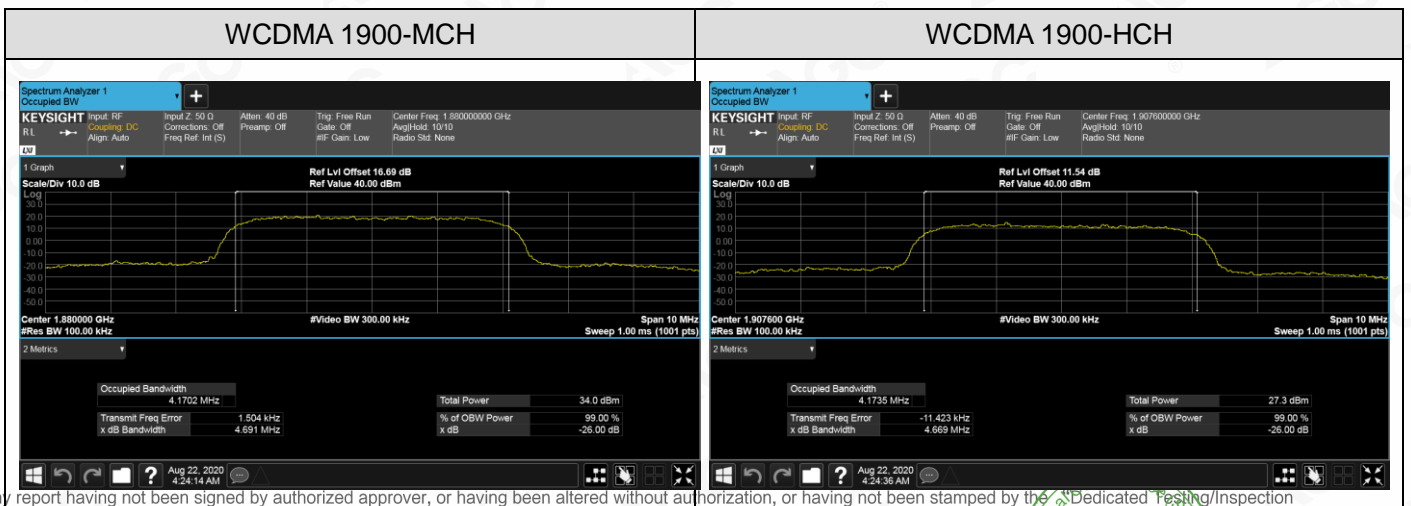 WCDMA 1900-MCH
WCDMA 1900-HCH
Spectrum Analyzer 1
Occupied BW
+
KEYSIGHT Input: RF Input Z: 50 Ω Atten: 40 dB Trig: Free Run Center Freq: 1.880000000 GHz
R L Coupling: DC Corrections: Off Preamp: Off Gate: Off Avg|Hold: 10/10
Align: Auto Freq Ref: Int (S) #IF Gain: Low Radio Std: None
LXI
1 Graph
Ref Lvl Offset 16.69 dB
Scale/Div 10.0 dB Ref Value 40.00 dBm
Log
30.0
20.0
10.0
0.00
-10.0
-20.0
-30.0
-40.0
-50.0
Center 1.880000 GHz #Video BW 300.00 kHz Span 10 MHz
#Res BW 100.00 kHz Sweep 1.00 ms (1001 pts)
2 Metrics
Occupied Bandwidth
4.1702 MHz Total Power 34.0 dBm
Transmit Freq Error 1.504 kHz % of OBW Power 99.00 %
x dB Bandwidth 4.691 MHz x dB -26.00 dB
? Aug 22, 2020
4:24:14 AM
Spectrum Analyzer 1
Occupied BW
+
KEYSIGHT Input: RF Input Z: 50 Ω Atten: 40 dB Trig: Free Run Center Freq: 1.907600000 GHz
R L Coupling: DC Corrections: Off Preamp: Off Gate: Off Avg|Hold: 10/10
Align: Auto Freq Ref: Int (S) #IF Gain: Low Radio Std: None
LXI
1 Graph
Ref Lvl Offset 11.54 dB
Scale/Div 10.0 dB Ref Value 40.00 dBm
Log
30.0
20.0
10.0
0.00
-10.0
-20.0
-30.0
-40.0
-50.0
Center 1.907600 GHz #Video BW 300.00 kHz Span 10 MHz
#Res BW 100.00 kHz Sweep 1.00 ms (1001 pts)
2 Metrics
Occupied Bandwidth
4.1735 MHz Total Power 27.3 dBm
Transmit Freq Error -11.423 kHz % of OBW Power 99.00 %
x dB Bandwidth 4.669 MHz x dB -26.00 dB
? Aug 22, 2020
4:24:36 AM
report having not been signed by authorized approver, or having been altered without authorization, or having not been stamped by the "Dedicated Testing/Inspection